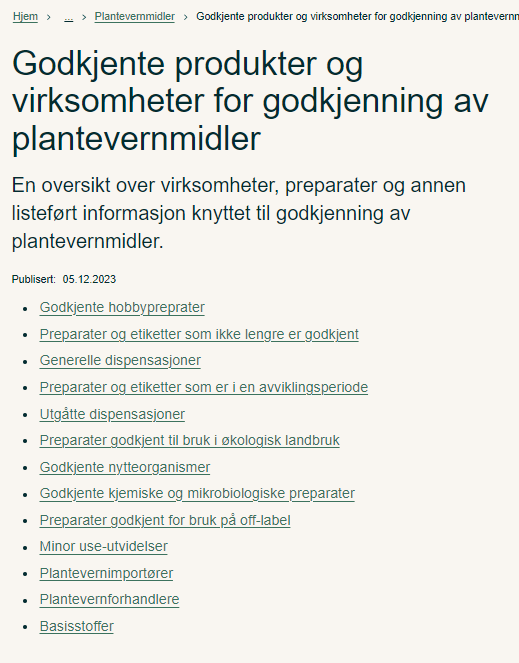 Hjem > ... > Plantevernmidler > Godkjente produkter og virksomheter for godkjenning av plantevernm
Godkjente produkter og
virksomheter for godkjenning av
plantevernmidler
En oversikt over virksomheter, preparater og annen
listeført informasjon knyttet til godkjenning av
plantevernmidler.
Publisert: 05.12.2023
• Godkjente hobbypreprater
• Preparater og etiketter som ikke lengre er godkjent
• Generelle dispensasjoner
• Preparater og etiketter som er i en avviklingsperiode
• Utgåtte dispensasjoner
• Preparater godkjent til bruk i økologisk landbruk
• Godkjente nytteorganismer
• Godkjente kjemiske og mikrobiologiske preparater
• Preparater godkjent for bruk på off-label
• Minor use-utvidelser
• Plantevernimportører
• Plantevernforhandlere
• Basisstoffer